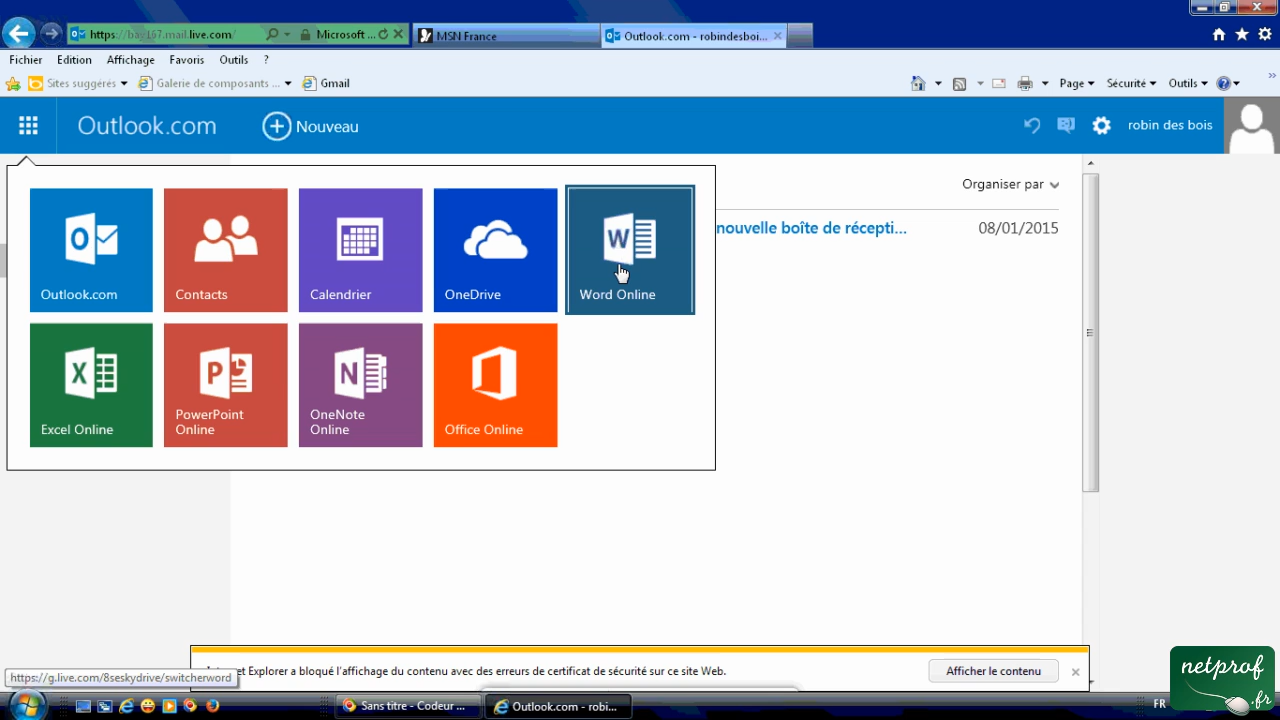 https://bay167.mail.live.com/
Microsoft ...
MSN France
Outlook.com - robindesboi...
Fichier Edition Affichage Favoris Outils ?
Sites suggérés Galerie de composants ... Gmail
Page Sécurité Outils
Outlook.com
Nouveau
robin des bois
Organiser par
nouvelle boîte de récepti... 08/01/2015
Outlook.com
Contacts
Calendrier
OneDrive
Word Online
Excel Online
PowerPoint
Online
OneNote
Online
Office Online
Internet Explorer a bloqué l'affichage du contenu avec des erreurs de certificat de sécurité sur ce site Web.
Afficher le contenu
https://g.live.com/8seskydrive/switcherword
Sans titre - Codeur ...
Outlook.com - robi...
FR
netprof
.fr